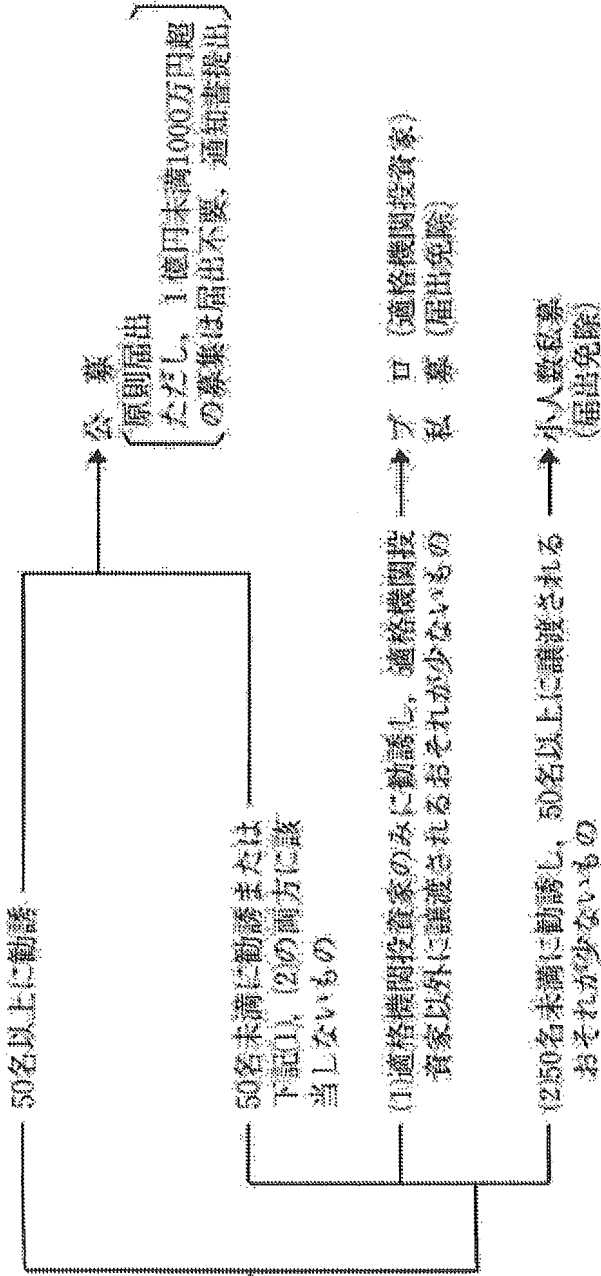 50名以上に勧誘
公　募
原則届出
ただし，1億円未満1000万円超
の募集は届出不要，通知書提出
50名未満に勧誘または
下記(1)，(2)の両方に該
当しないもの
(1)適格機関投資家のみに勧誘し，適格機関投
資家以外に譲渡されるおそれが少ないもの
プ　ロ (適格機関投資家)
私　募 (届出免除)
(2)50名未満に勧誘し，50名以上に譲渡される
おそれが少ないもの
小人数私募
(届出免除)